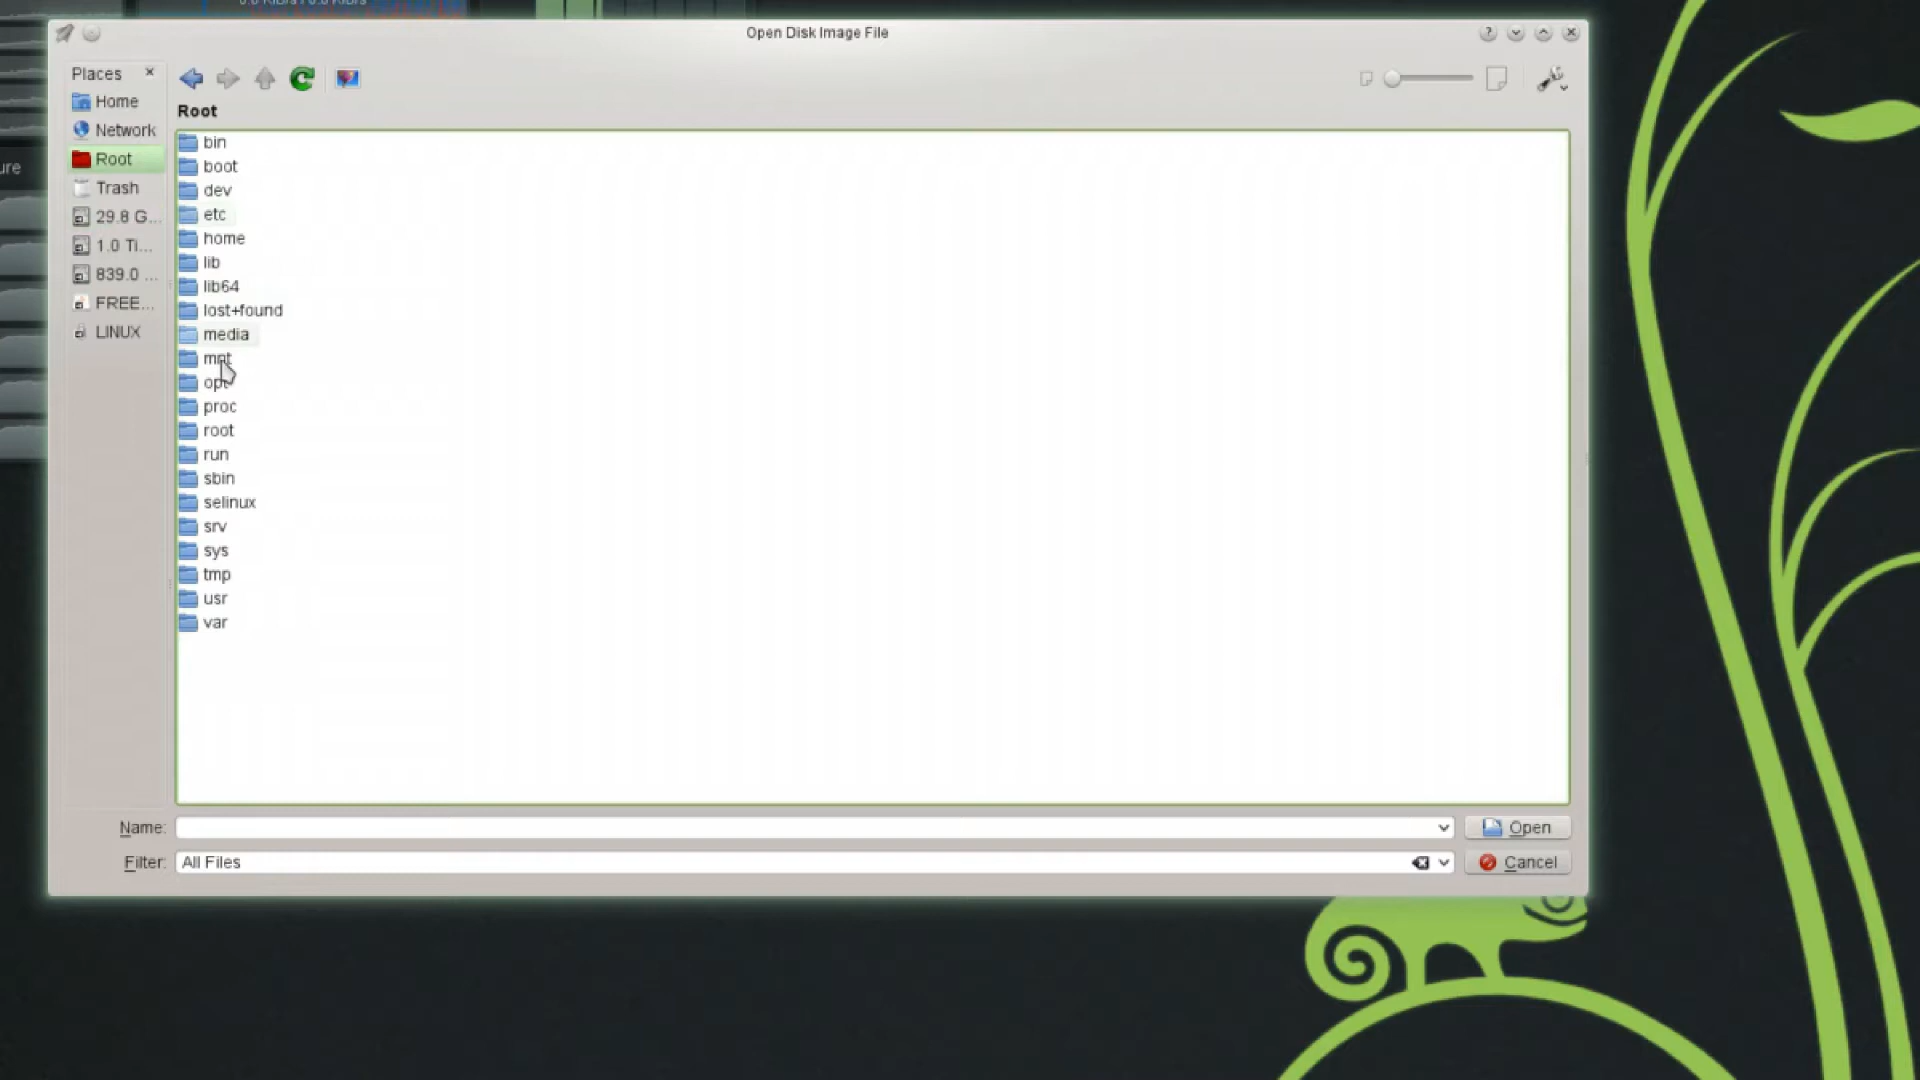 Open Disk Image File
Places
Home
Network
Root
Trash
29.8 G...
1.0 Ti...
839.0 ...
FREE...
LINUX
Root
bin
boot
dev
etc
home
lib
lib64
lost+found
media
mnt
opt
proc
root
run
sbin
selinux
srv
sys
tmp
usr
var
Name:
Open
Filter: All Files
Cancel
ure